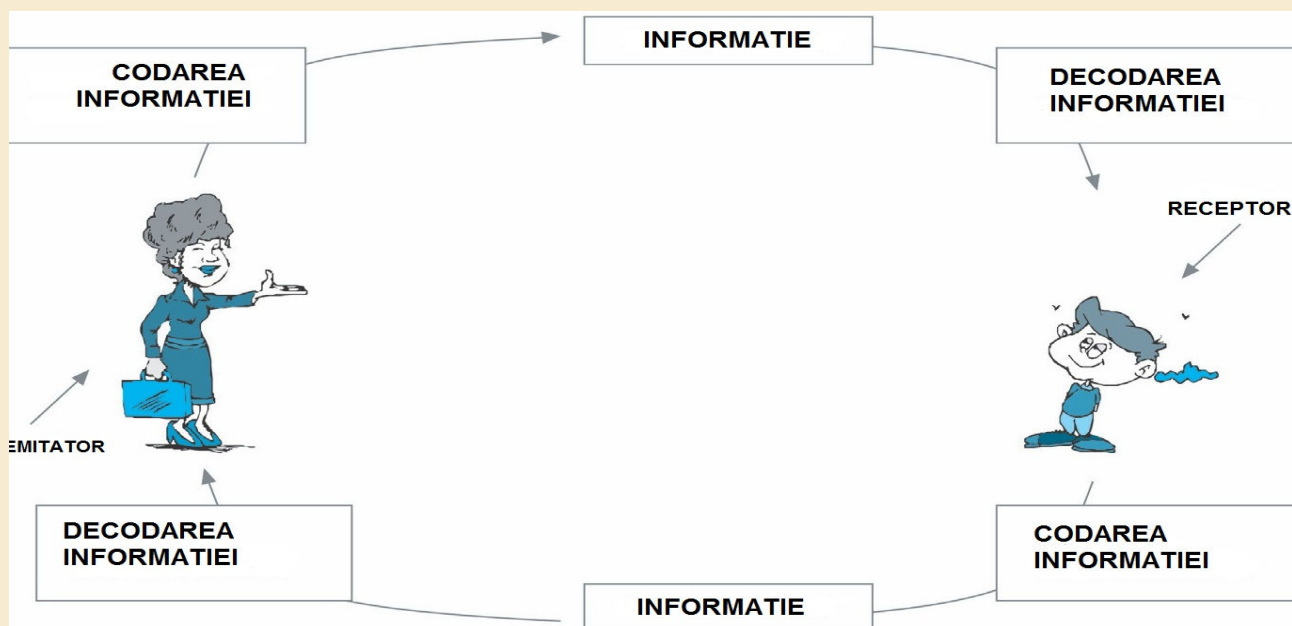 INFORMATIE
CODAREA
INFORMATIEI
DECODAREA
INFORMATIEI
RECEPTOR
EMITATOR
DECODAREA
INFORMATIEI
CODAREA
INFORMATIEI
INFORMATIE